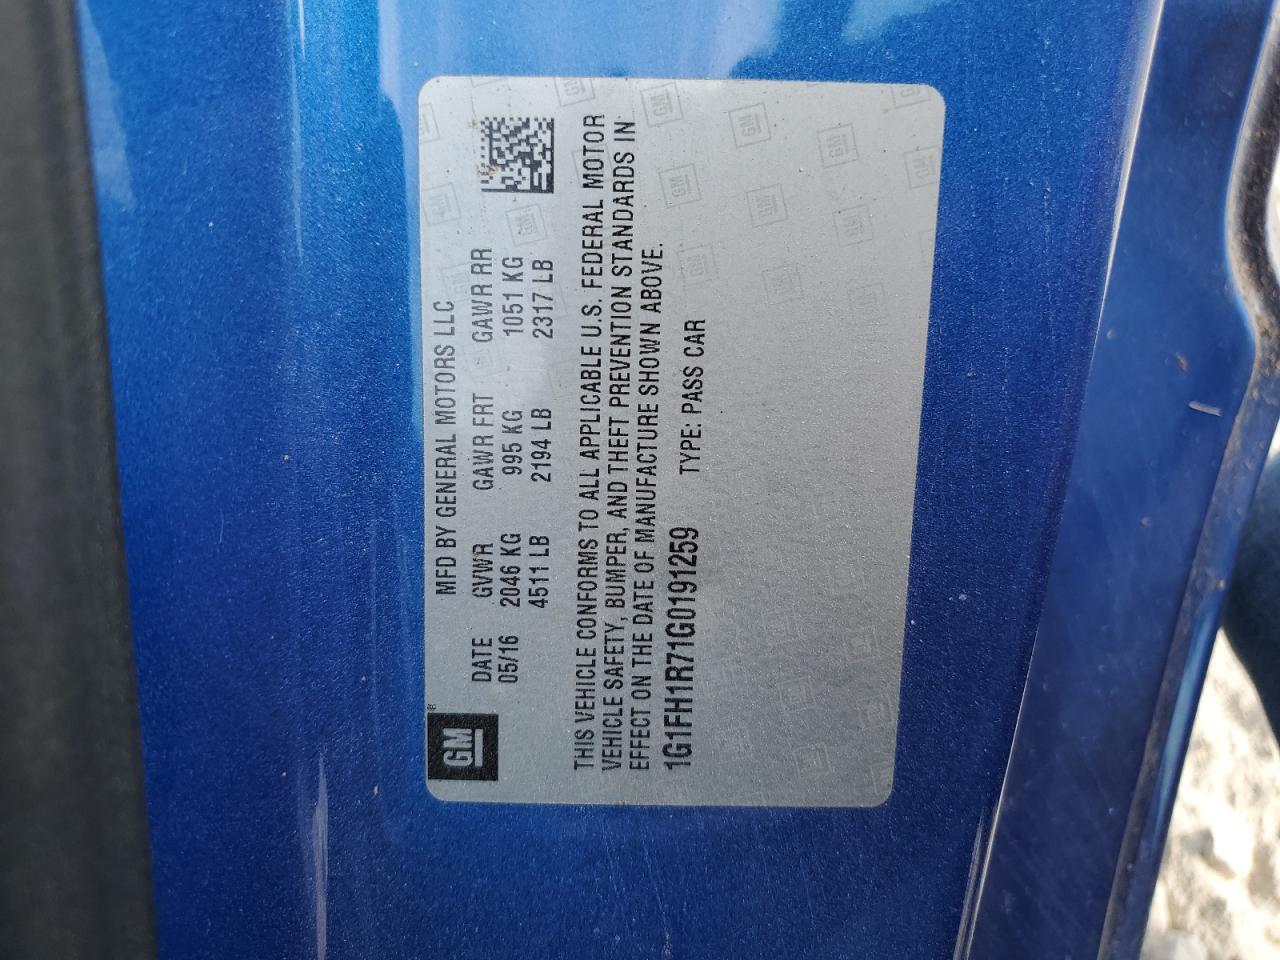 GM
MFD BY GENERAL MOTORS LLC
DATE GVWR GAWR FRT GAWR RR
05/16 2046 KG 995 KG 1051 KG
4511 LB 2194 LB 2317 LB
THIS VEHICLE CONFORMS TO ALL APPLICABLE U.S. FEDERAL MOTOR
VEHICLE SAFETY, BUMPER, AND THEFT PREVENTION STANDARDS IN
EFFECT ON THE DATE OF MANUFACTURE SHOWN ABOVE.
1G1FH1R71G0191259 TYPE: PASS CAR